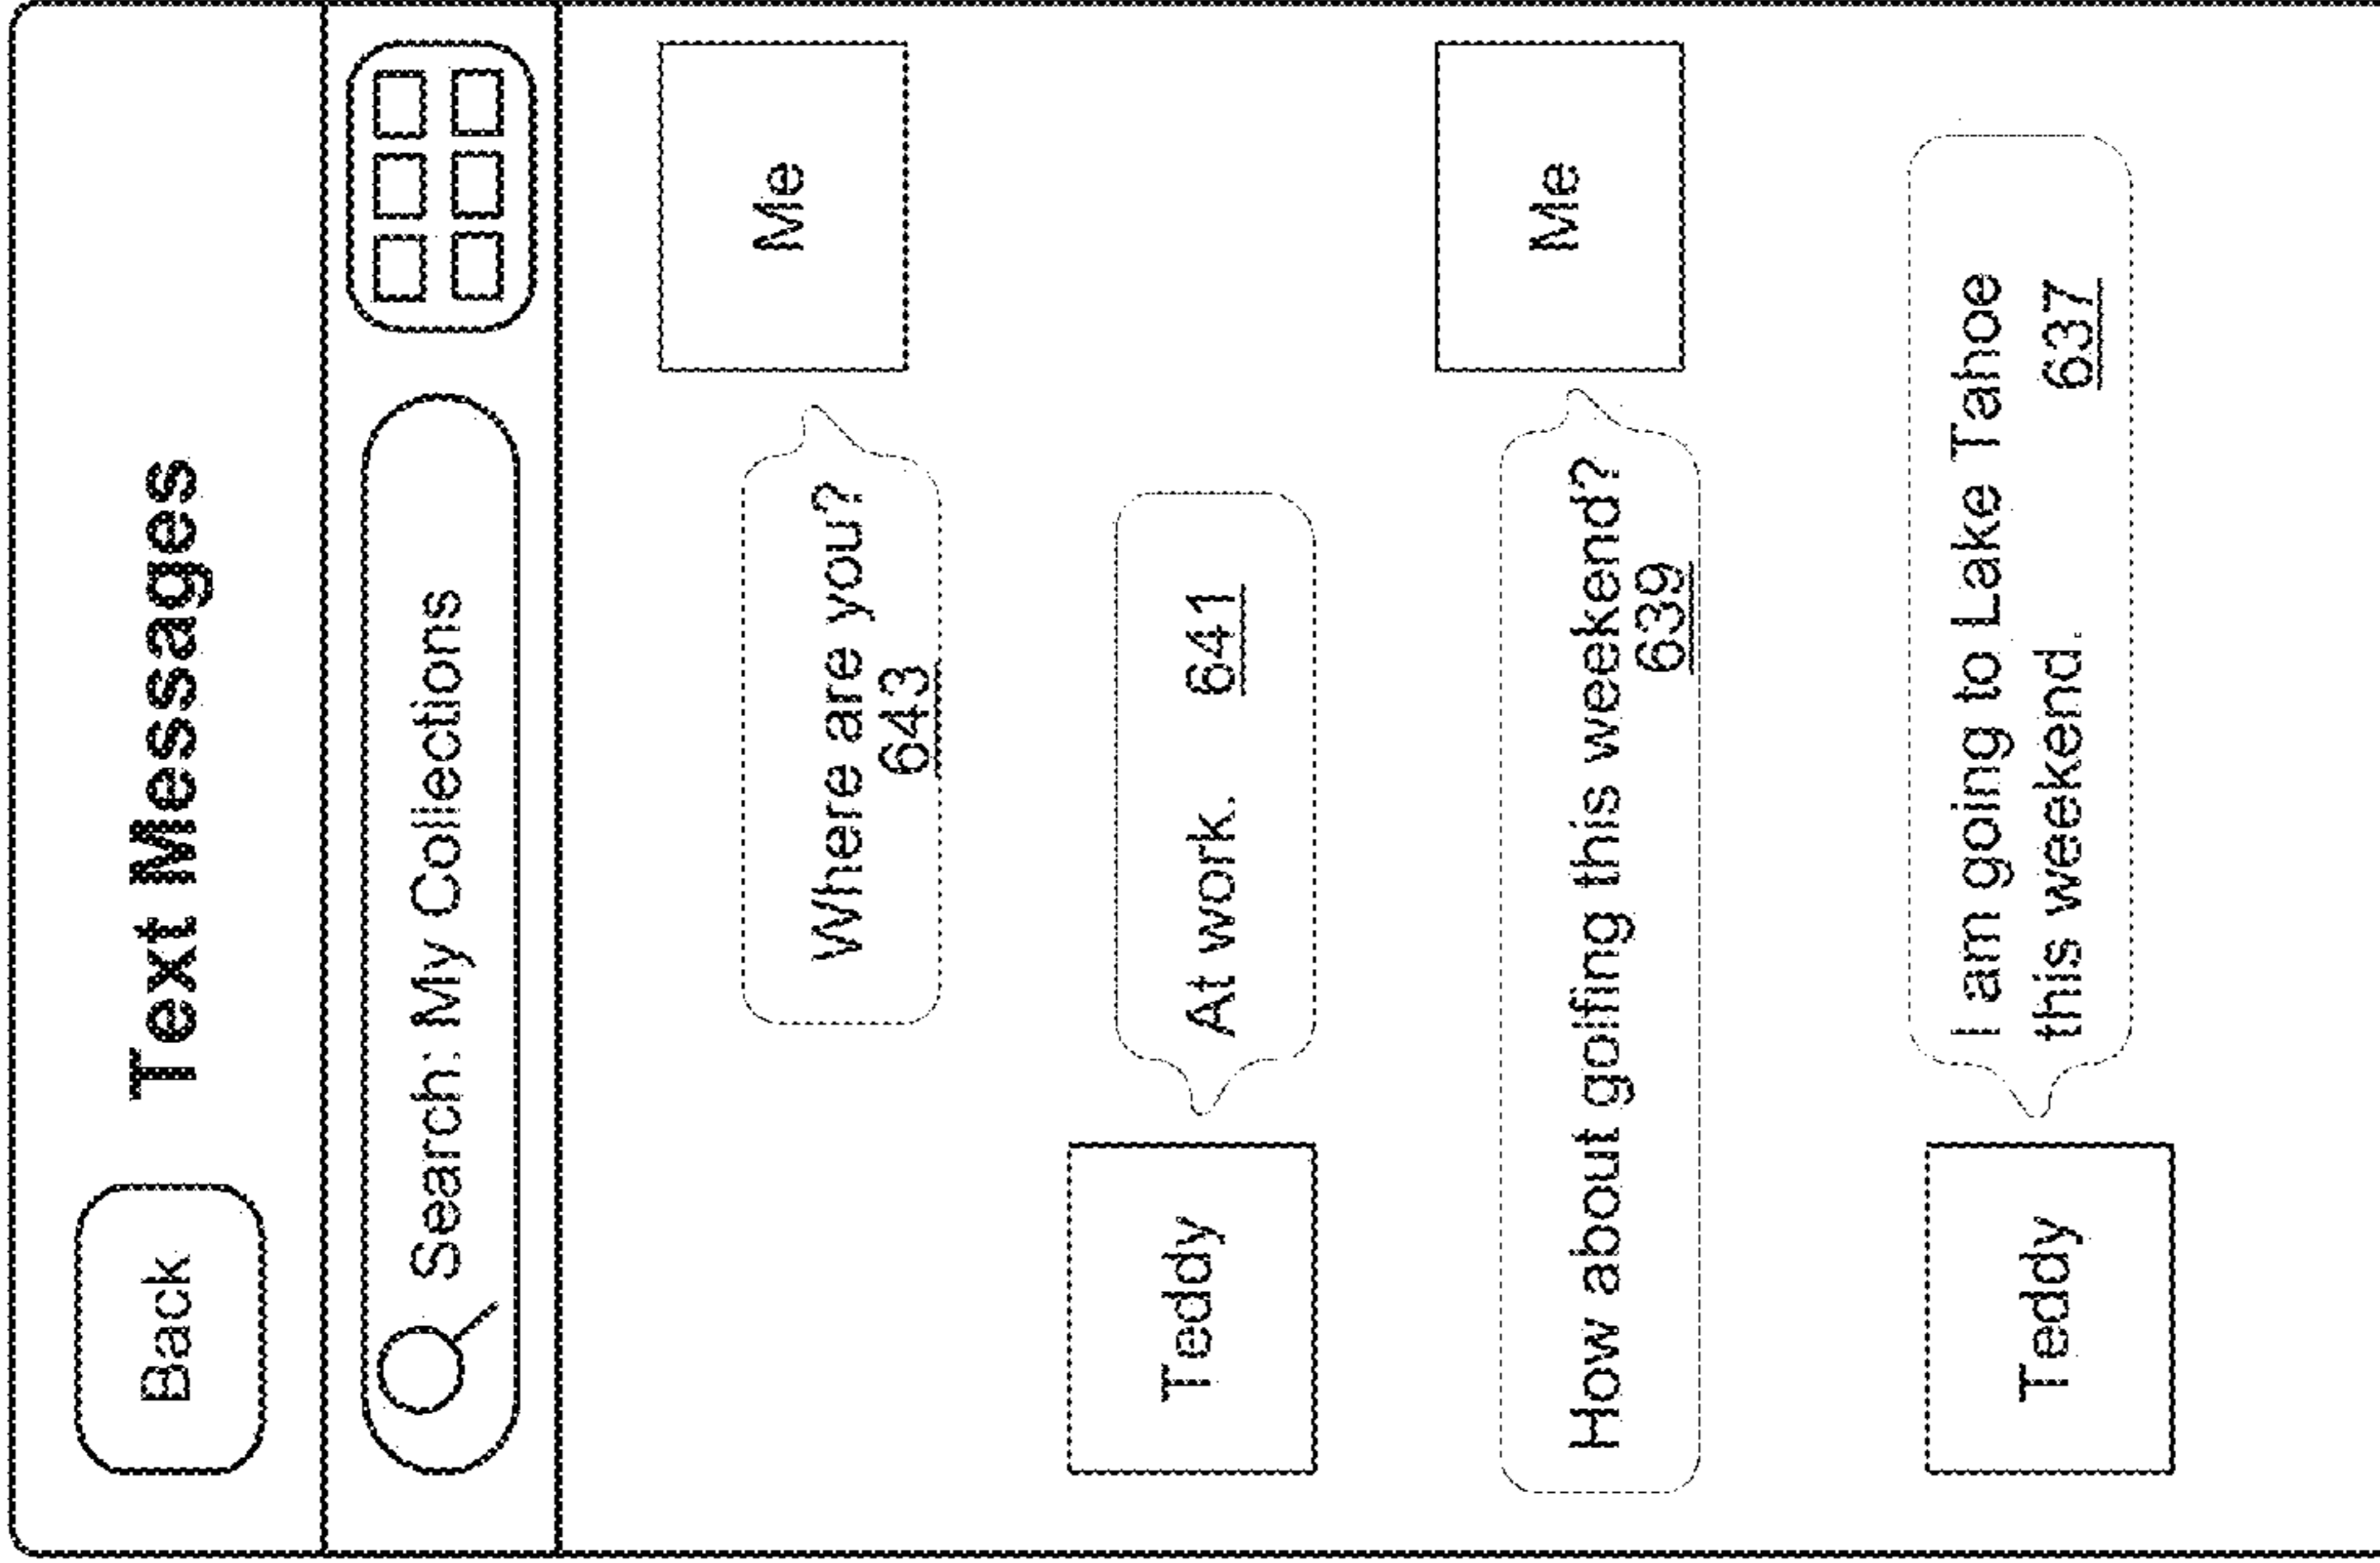 Back
Text Messages
Search: My Collections
Me
Where are you?
643
Teddy
At work. 641
Me
How about golfing this weekend?
639
Teddy
I am going to Lake Tahoe
this weekend. 637